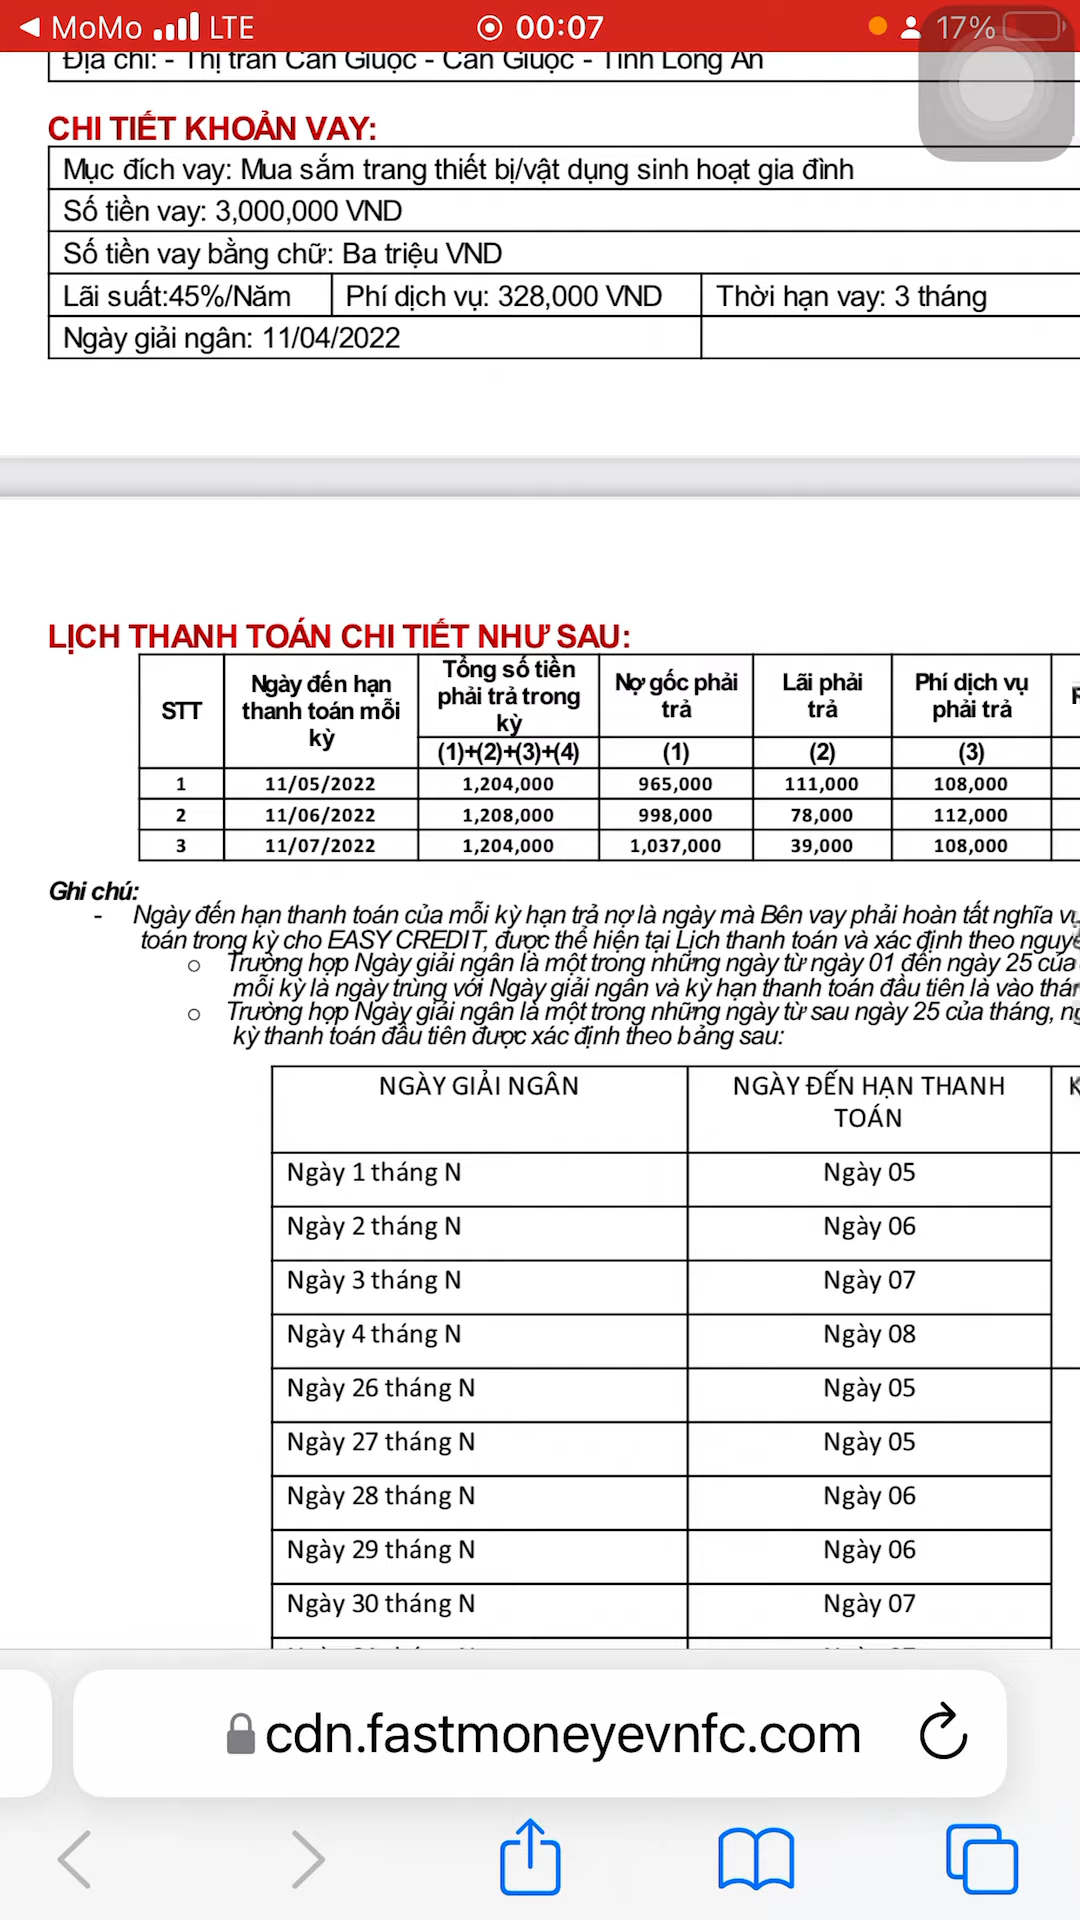 MoMo LTE 00:07 17%
Địa chỉ: - Thị trấn Cần Giuộc - Cần Giuộc - Tỉnh Long An
CHI TIẾT KHOẢN VAY:
Mục đích vay: Mua sắm trang thiết bị/vật dụng sinh hoạt gia đình
Số tiền vay: 3,000,000 VND
Số tiền vay bằng chữ: Ba triệu VND
Lãi suất:45%/Năm Phí dịch vụ: 328,000 VND Thời hạn vay: 3 tháng
Ngày giải ngân: 11/04/2022
LỊCH THANH TOÁN CHI TIẾT NHƯ SAU:
STT Ngày đến hạn thanh toán mỗi kỳ Tổng số tiền phải trả trong kỳ Nợ gốc phải trả Lãi phải trả Phí dịch vụ phải trả
(1)+(2)+(3)+(4) (1) (2) (3)
1 11/05/2022 1,204,000 965,000 111,000 108,000
2 11/06/2022 1,208,000 998,000 78,000 112,000
3 11/07/2022 1,204,000 1,037,000 39,000 108,000
Ghi chú:
- Ngày đến hạn thanh toán của mỗi kỳ hạn trả nợ là ngày mà Bên vay phải hoàn tất nghĩa
toán trong kỳ cho EASY CREDIT, được thể hiện tại Lịch thanh toán và xác định theo
o Trường hợp Ngày giải ngân là một trong những ngày từ ngày 01 đến ngày 25 của
mỗi kỳ là ngày trùng với Ngày giải ngân và kỳ hạn thanh toán đầu tiên là vào
o Trường hợp Ngày giải ngân là một trong những ngày từ sau ngày 25 của tháng,
kỳ thanh toán đầu tiên được xác định theo bảng sau:
NGÀY GIẢI NGÂN NGÀY ĐẾN HẠN THANH TOÁN
Ngày 1 tháng N Ngày 05
Ngày 2 tháng N Ngày 06
Ngày 3 tháng N Ngày 07
Ngày 4 tháng N Ngày 08
Ngày 26 tháng N Ngày 05
Ngày 27 tháng N Ngày 05
Ngày 28 tháng N Ngày 06
Ngày 29 tháng N Ngày 06
Ngày 30 tháng N Ngày 07
cdn.fastmoneyevnfc.com